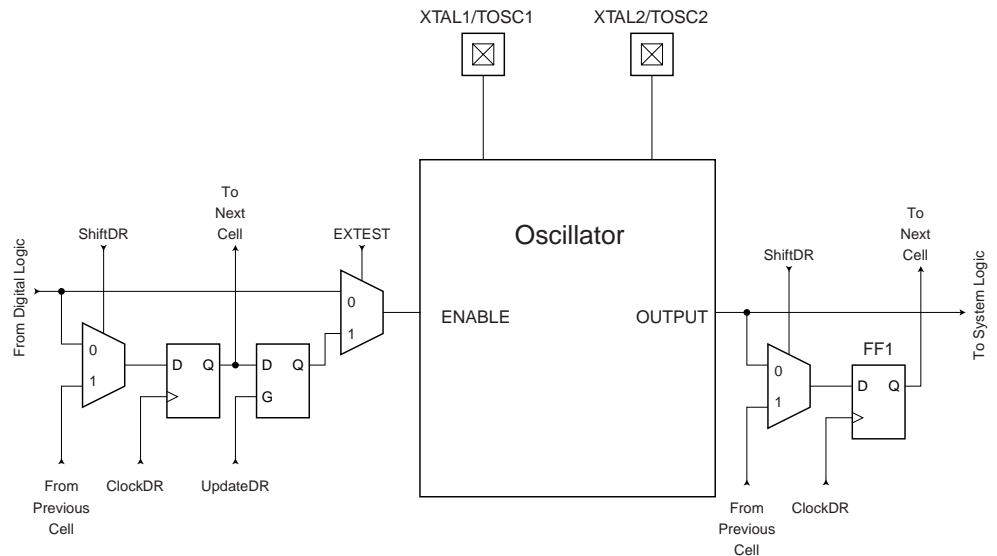 XTAL1/TOSC1
XTAL2/TOSC2
To
Next
Cell
ShiftDR
EXTEST
From Digital Logic
0
1
D Q
D Q
G
0
1
From
Previous
Cell
ClockDR
UpdateDR
Oscillator
ENABLE
OUTPUT
To
Next
Cell
ShiftDR
To System Logic
0
1
FF1
D Q
From
Previous
Cell
ClockDR